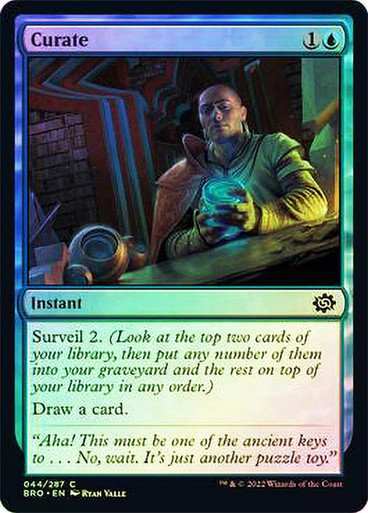 Curate 1
Instant
Surveil 2. (Look at the top two cards of
your library, then put any number of them
into your graveyard and the rest on top of
your library in any order.)
Draw a card.
“Aha! This must be one of the ancient keys
to . . . No, wait. It’s just another puzzle toy.”
044/287 C
BRO • EN RYAN VALLE
™ & © 2022 Wizards of the Coast